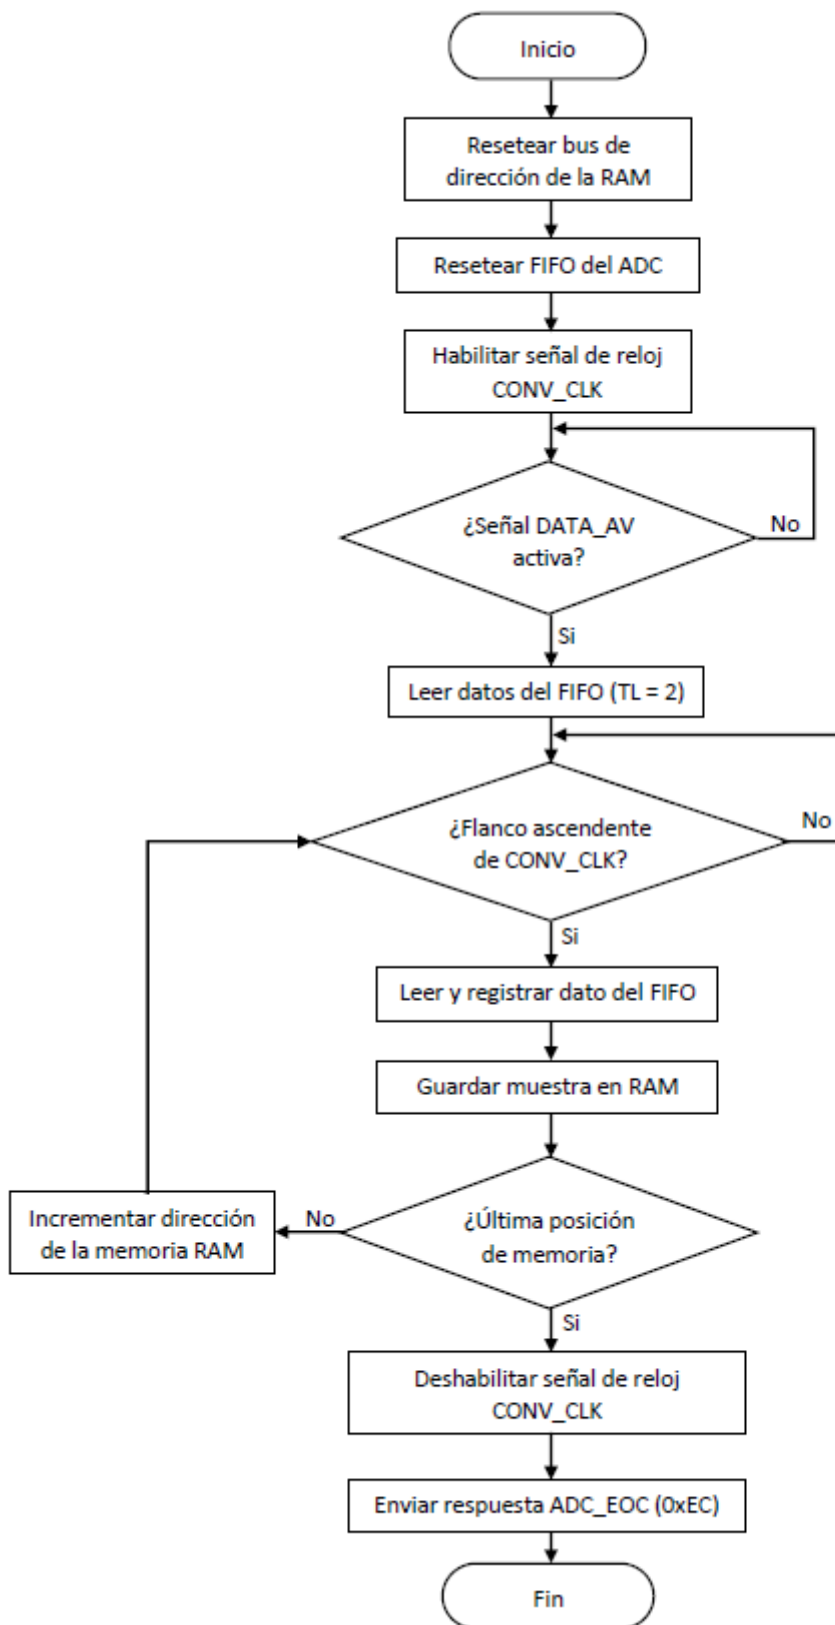 Inicio
Resetear bus de
dirección de la RAM
Resetear FIFO del ADC
Habilitar señal de reloj
CONV_CLK
¿Señal DATA_AV
activa?
No
Si
Leer datos del FIFO (TL = 2)
¿Flanco ascendente
de CONV_CLK?
No
Si
Leer y registrar dato del FIFO
Guardar muestra en RAM
¿Última posición
de memoria?
No
Incrementar dirección
de la memoria RAM
Si
Deshabilitar señal de reloj
CONV_CLK
Enviar respuesta ADC_EOC (0xEC)
Fin